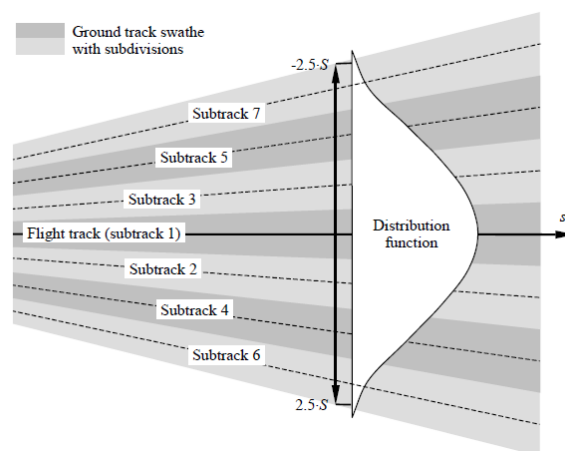 Ground track swathe
with subdivisions
-2.5·S
Subtrack 7
Subtrack 5
Subtrack 3
Flight track (subtrack 1)
Distribution
function
s
Subtrack 2
Subtrack 4
Subtrack 6
2.5·S